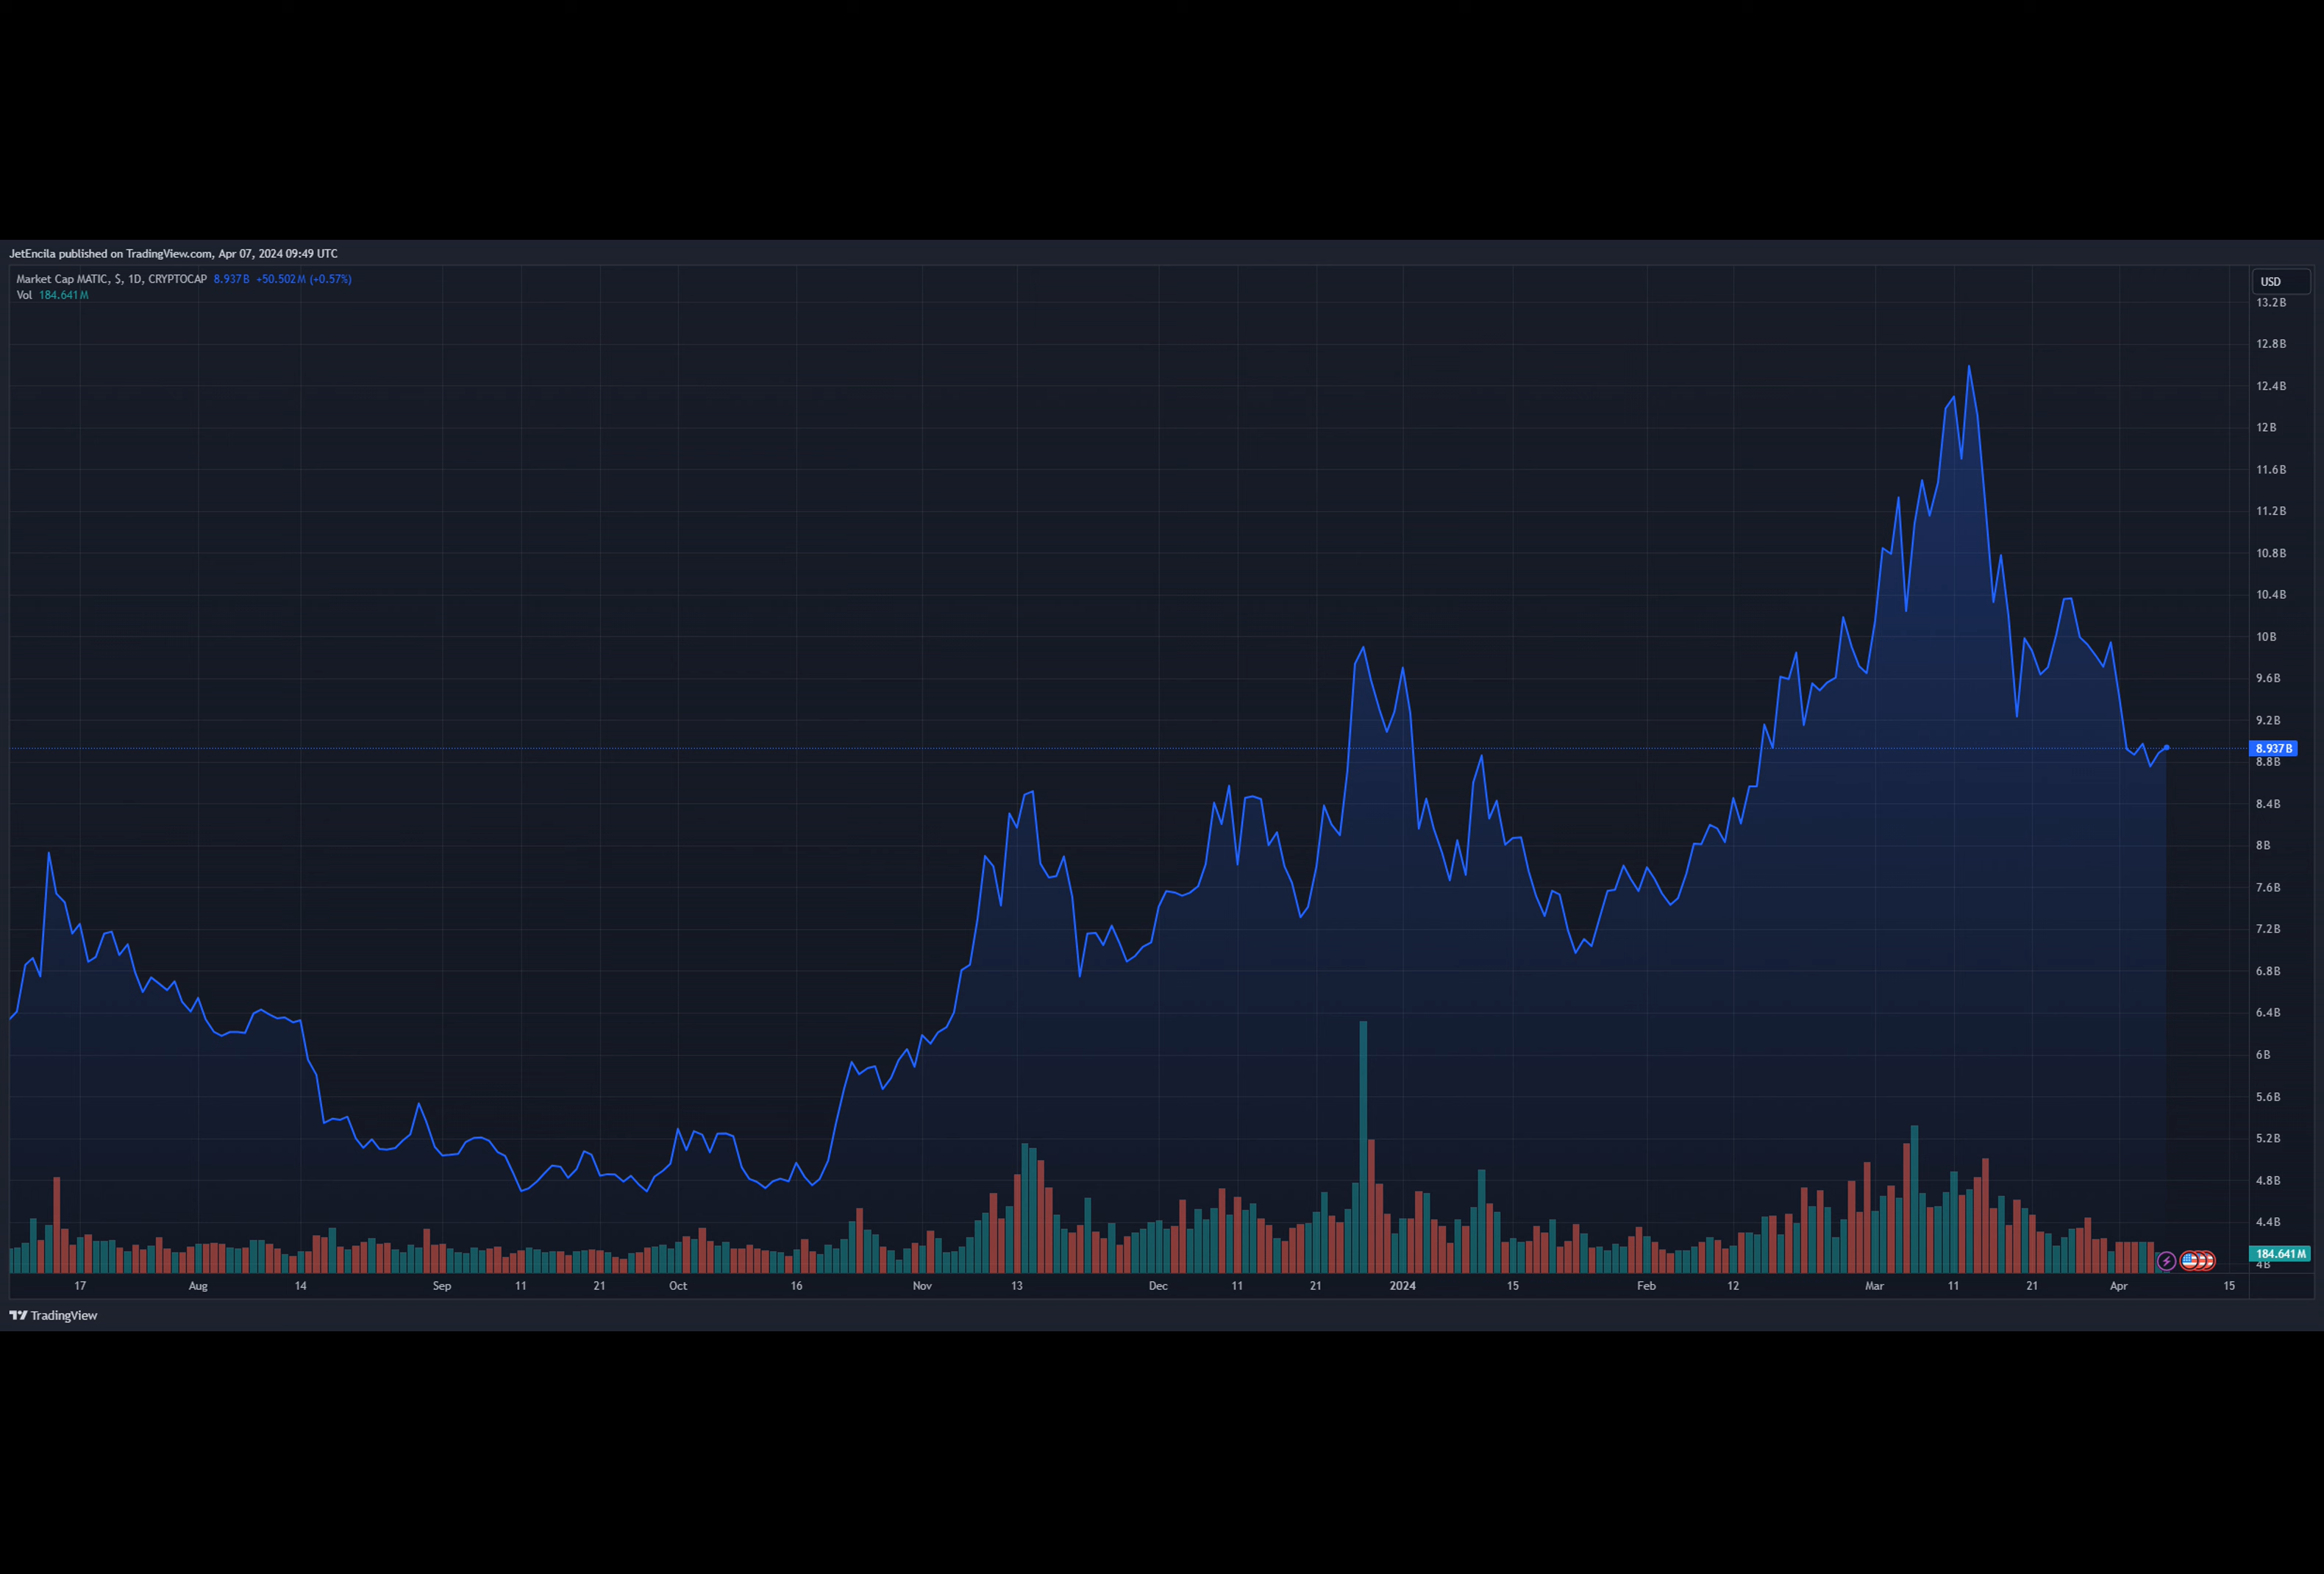 JetEncila published on TradingView.com, Apr 07, 2024 09:49 UTC
Market Cap MATIC, $, 1D, CRYPTOCAP 8.937B +50.502M (+0.57%)
Vol 184.641M
USD
13.2B
12.8B
12.4B
12B
11.6B
11.2B
10.8B
10.4B
10B
9.6B
9.2B
8.937B
8.8B
8.4B
8B
7.6B
7.2B
6.8B
6.4B
6B
5.6B
5.2B
4.8B
4.4B
184.641M
4B
17 Aug 14 Sep 11 21 Oct 16 Nov 13 Dec 11 21 2024 15 Feb 12 Mar 11 21 Apr 15
TradingView